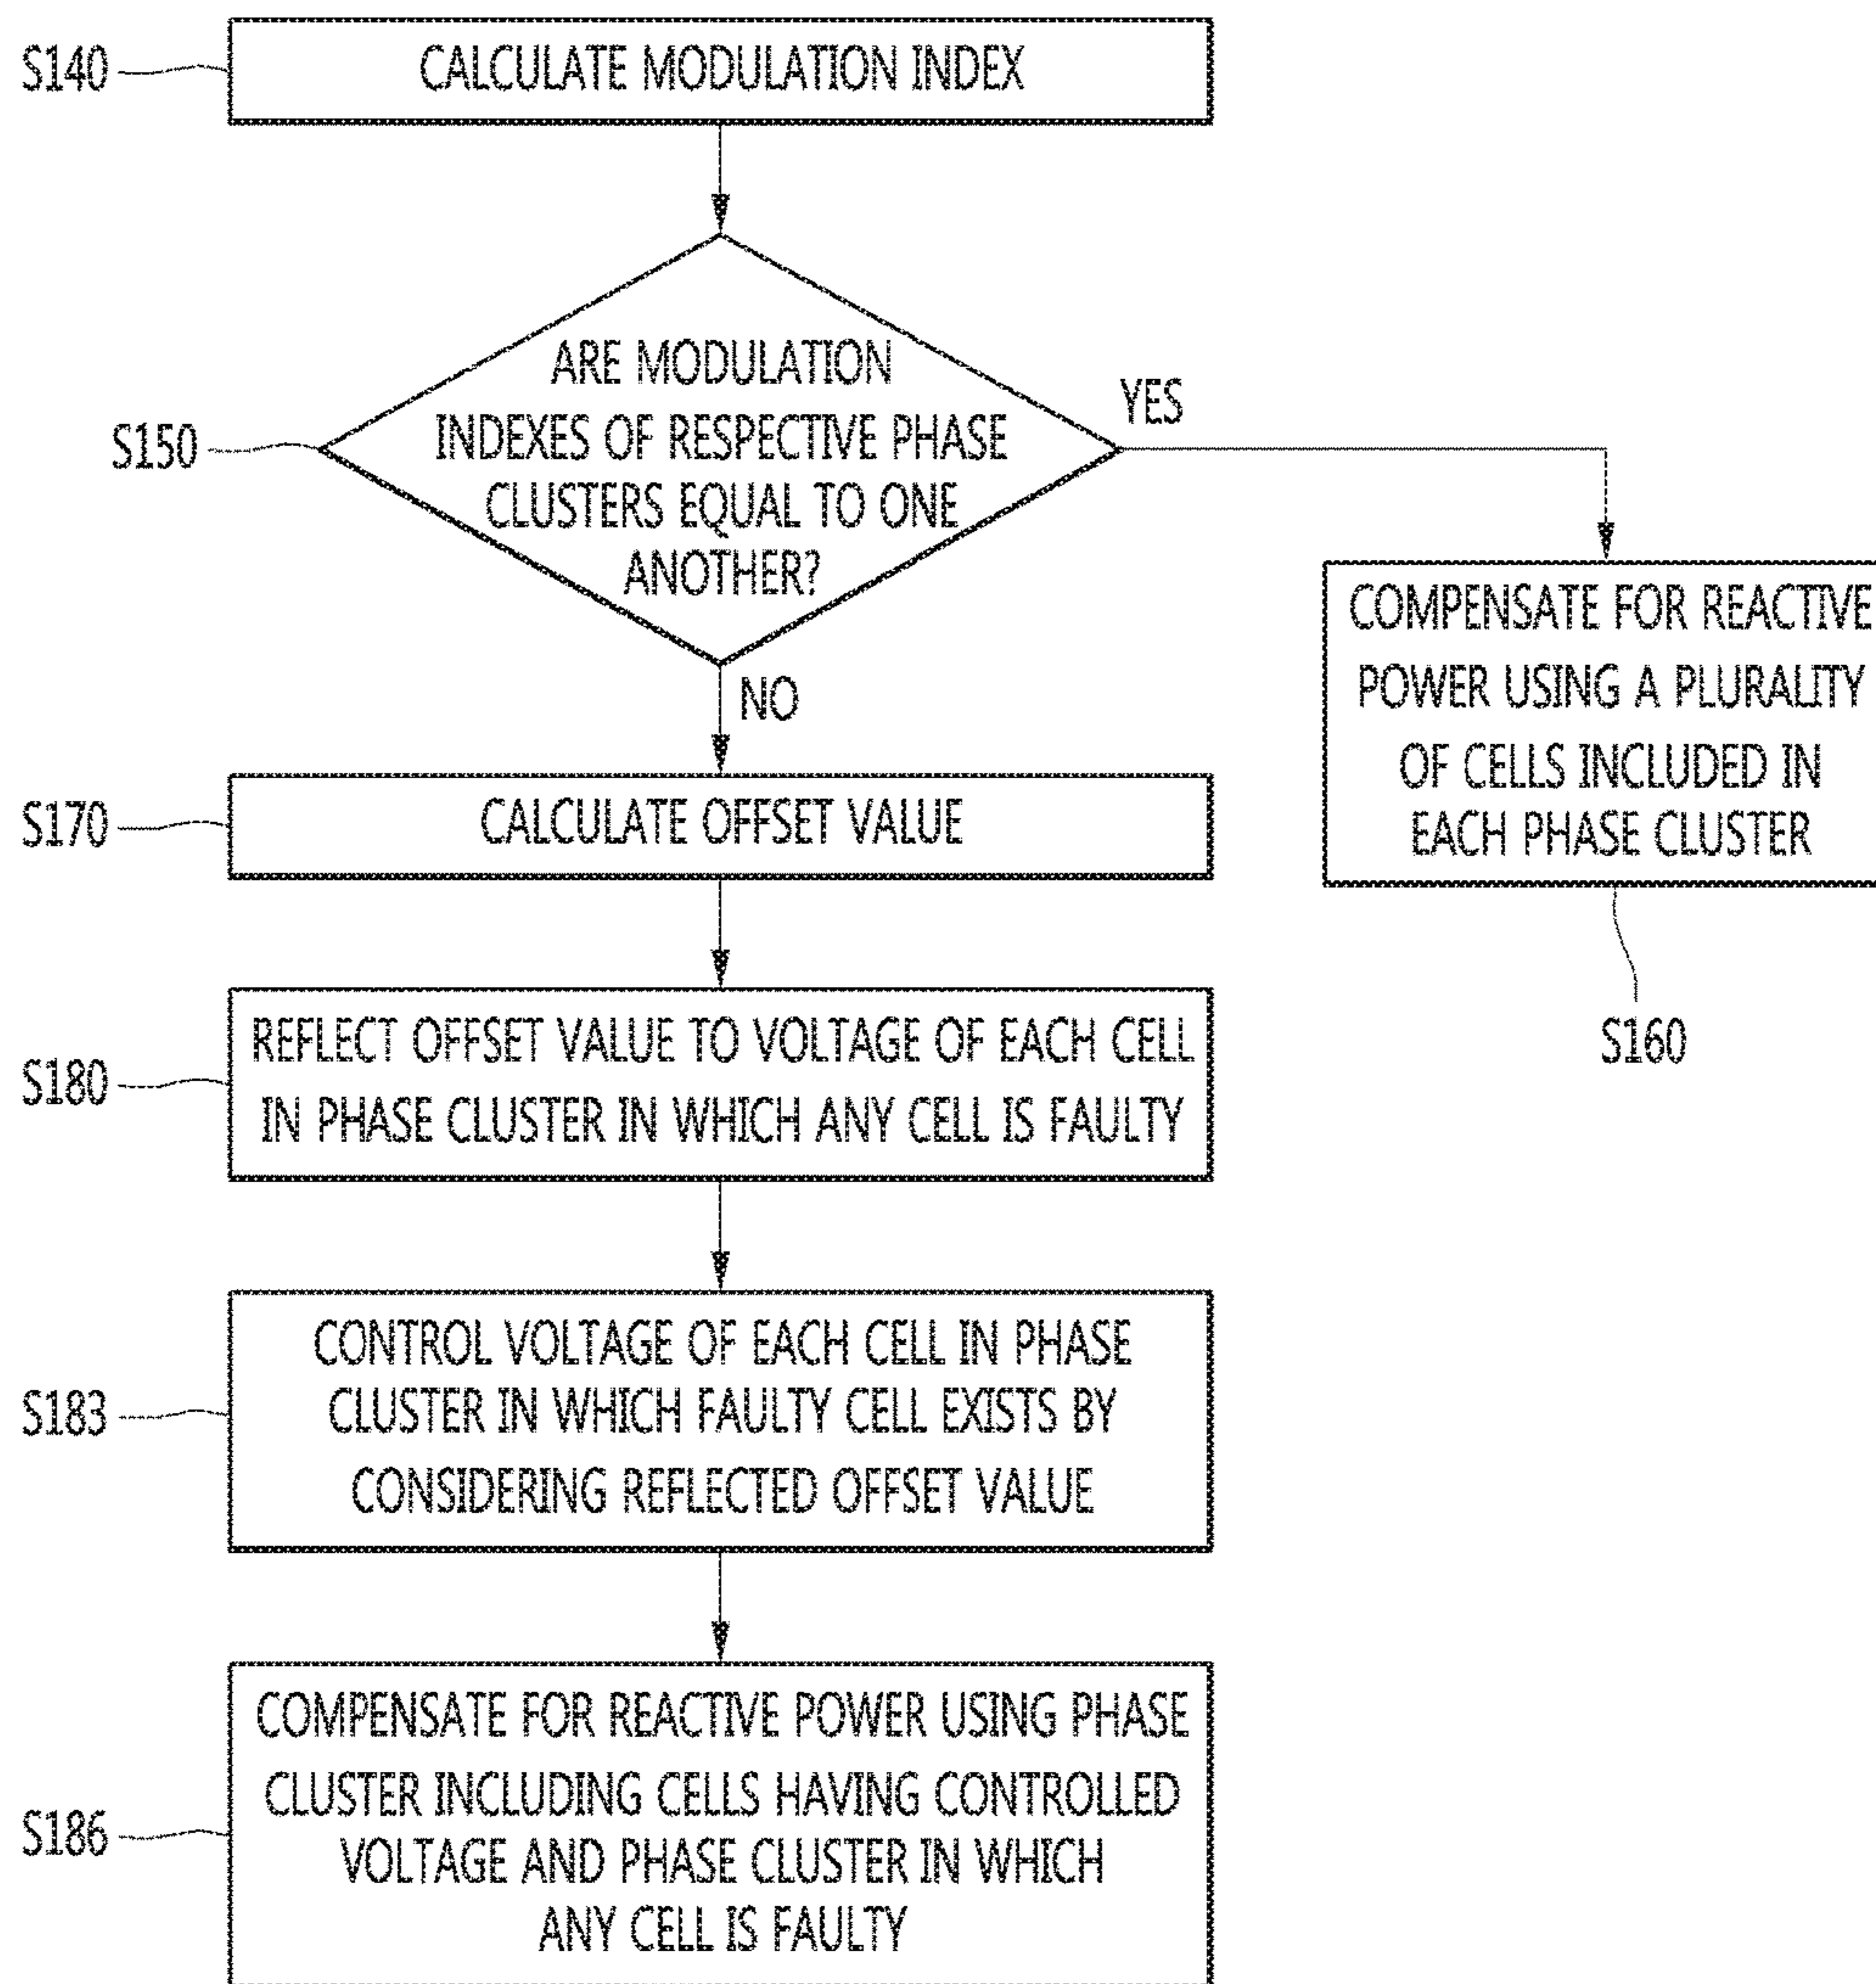 S140
CALCULATE MODULATION INDEX
S150
ARE MODULATION
INDEXES OF RESPECTIVE PHASE
CLUSTERS EQUAL TO ONE
ANOTHER?
YES
NO
COMPENSATE FOR REACTIVE
POWER USING A PLURALITY
OF CELLS INCLUDED IN
EACH PHASE CLUSTER
S160
S170
CALCULATE OFFSET VALUE
S180
REFLECT OFFSET VALUE TO VOLTAGE OF EACH CELL
IN PHASE CLUSTER IN WHICH ANY CELL IS FAULTY
S183
CONTROL VOLTAGE OF EACH CELL IN PHASE
CLUSTER IN WHICH FAULTY CELL EXISTS BY
CONSIDERING REFLECTED OFFSET VALUE
S186
COMPENSATE FOR REACTIVE POWER USING PHASE
CLUSTER INCLUDING CELLS HAVING CONTROLLED
VOLTAGE AND PHASE CLUSTER IN WHICH
ANY CELL IS FAULTY